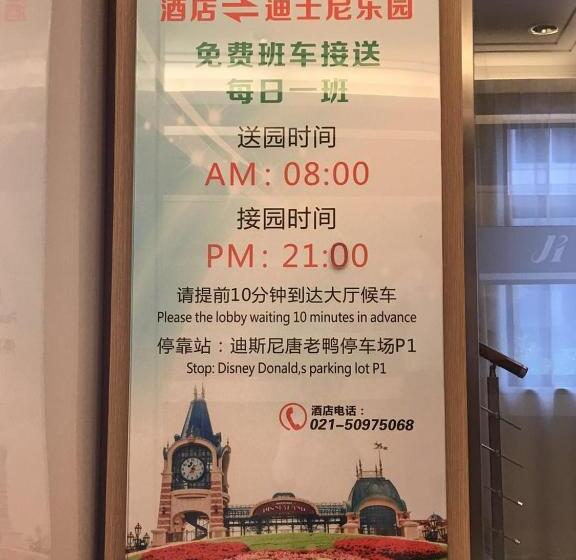 酒店⇌迪士尼乐园
免费班车接送
每日一班
送园时间
AM: 08:00
接园时间
PM: 21:00
请提前10分钟到达大厅候车
Please the lobby waiting 10 minutes in advance
停靠站：迪斯尼唐老鸭停车场P1
Stop: Disney Donald,s parking lot P1
酒店电话：
021-50975068
DISNEYLAND